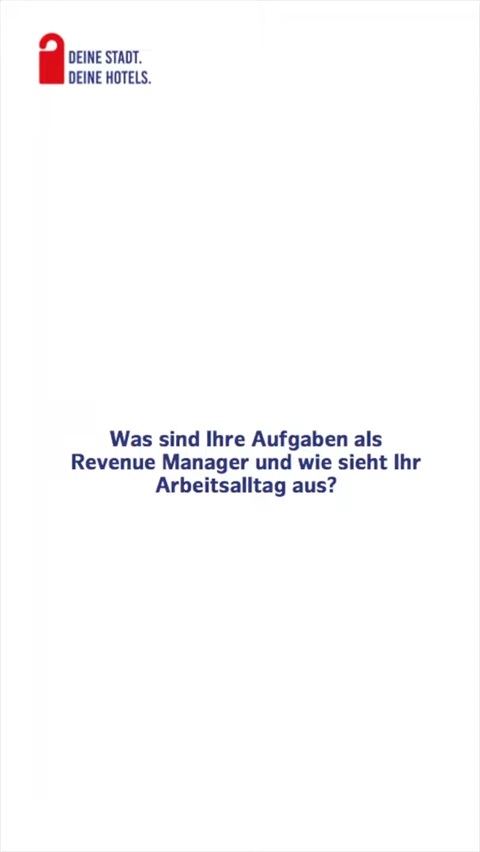 DEINE STADT.
DEINE HOTELS.
Was sind Ihre Aufgaben als
Revenue Manager und wie sieht Ihr
Arbeitsalltag aus?